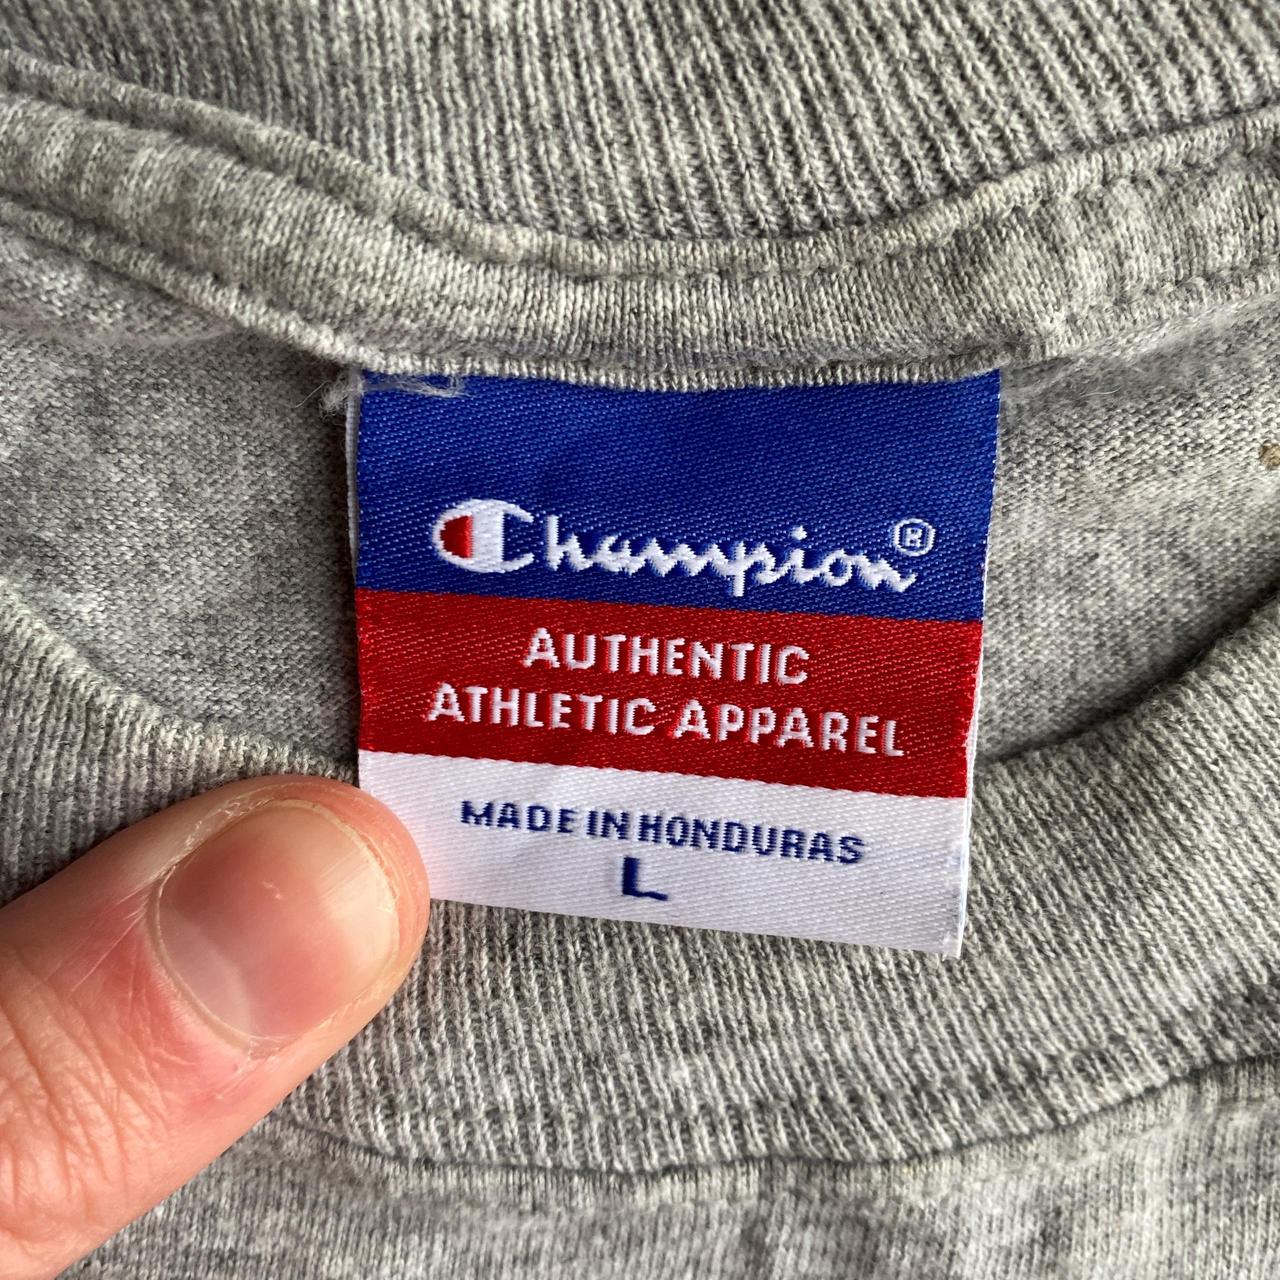 Champion®
AUTHENTIC
ATHLETIC APPAREL
MADE IN HONDURAS
L